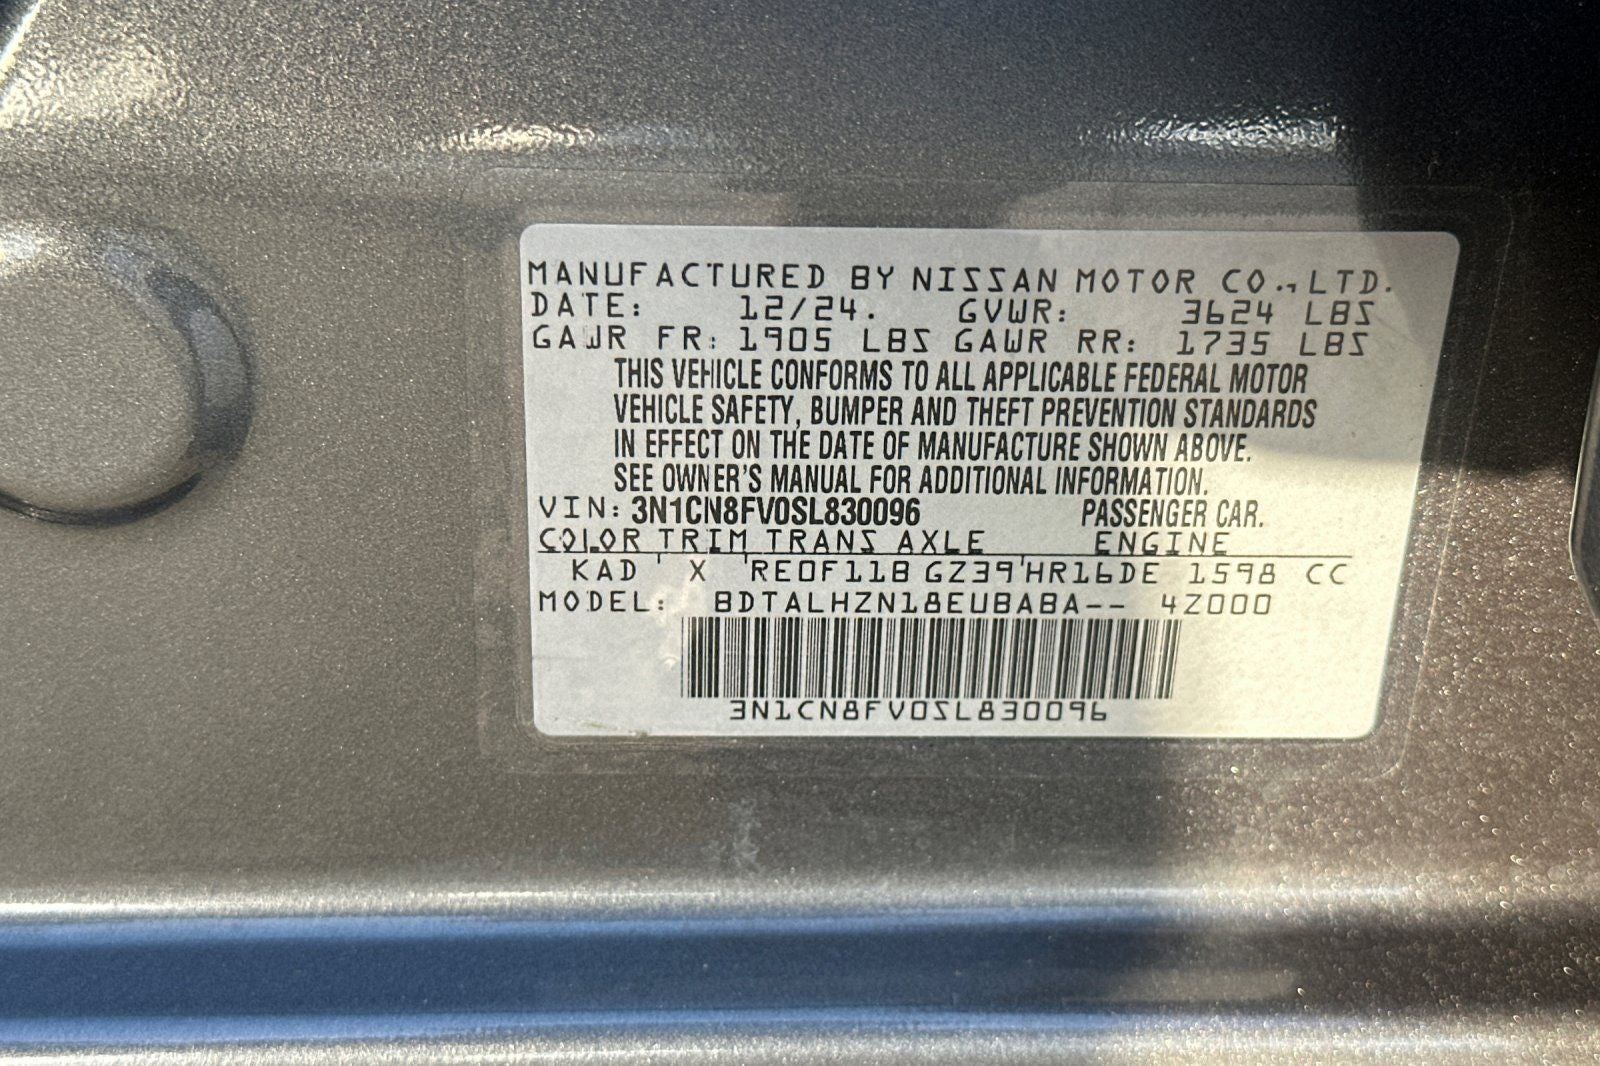 MANUFACTURED BY NISSAN MOTOR CO., LTD.
DATE: 12/24. GVWR: 3624 LBS
GAWR FR: 1905 LBS GAWR RR: 1735 LBS
THIS VEHICLE CONFORMS TO ALL APPLICABLE FEDERAL MOTOR
VEHICLE SAFETY, BUMPER AND THEFT PREVENTION STANDARDS
IN EFFECT ON THE DATE OF MANUFACTURE SHOWN ABOVE.
SEE OWNER'S MANUAL FOR ADDITIONAL INFORMATION.
VIN: 3N1CN8FV0SL830096 PASSENGER CAR.
COLOR TRIM TRANS AXLE ENGINE
KAD X RE0F11B GZ39 HR16DE 1598 CC
MODEL: BDTALHZN18EUBABA-- 4Z000
3N1CN8FV0SL830096